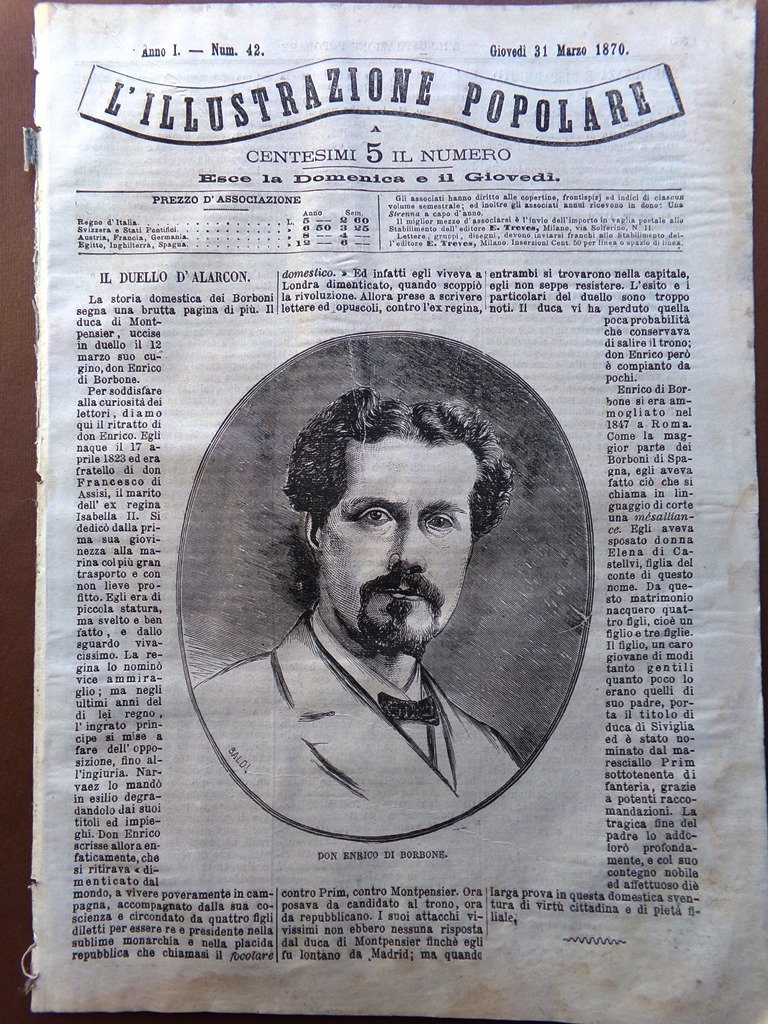 Anno I. — Num. 42.
Giovedì 31 Marzo 1870.
L'ILLUSTRAZIONE POPOLARE
A
CENTESIMI 5 IL NUMERO
Esce la Domenica e il Giovedì.
PREZZO D'ASSOCIAZIONE
Anno Sem.
Regno d'Italia. L. 5 — 2 60
Svizzera e Stati Pontifici. » 6 50 3 25
Austria, Francia, Germania. » 8 — 4 —
Egitto, Inghilterra, Spagna. » 12 — 6 —
Gli associati hanno diritto alle copertine, frontispizj ed indici di ciascun
volume semestrale; ed inoltre gli associati annui ricevono in dono: Una
Strenna a capo d'anno.
Il miglior mezzo d'associarsi è l'invio dell'importo in vaglia postale allo
Stabilimento dell'editore E. Treves, Milano, via Solferino, N. 11.
Lettere, gruppi, disegni, devono inviarsi franchi allo Stabilimento del-
l'editore E. Treves, Milano. Inserzioni Cent. 50 per linea o spazio di linea.
IL DUELLO D'ALARCON.
La storia domestica dei Borboni
segna una brutta pagina di più. Il
duca di Mont-
pensier, uccise
in duello il 12
marzo suo cu-
gino, don Enrico
di Borbone.
Per soddisfare
alla curiosità dei
lettori, diamo
qui il ritratto di
don Enrico. Egli
naque il 17 a-
prile 1823 ed era
fratello di don
Francesco di
Assisi, il marito
dell'ex regina
Isabella II. Si
dedicò dalla pri-
ma sua giovi-
nezza alla ma-
rina col più gran
trasporto e con
non lieve pro-
fitto. Egli era di
piccola statura,
ma svelto e ben
fatto, e dallo
sguardo viva-
cissimo. La re-
gina lo nominò
vice ammira-
glio; ma negli
ultimi anni del
di lei regno,
l'ingrato prin-
cipe si mise a
fare dell'oppo-
sizione, fino al-
l'ingiuria. Nar-
vaez lo mandò
in esilio degra-
dandolo dai suoi
titoli ed impie-
ghi. Don Enrico
scrisse allora en-
faticamente, che
si ritirava « di-
menticato dal
mondo, a vivere poveramente in cam-
pagna, accompagnato dalla sua co-
scienza e circondato da quattro figli
diletti per essere re e presidente nella
sublime monarchia e nella placida
repubblica che chiamasi il focolare
domestico. » Ed infatti egli viveva a
Londra dimenticato, quando scoppiò
la rivoluzione. Allora prese a scrivere
lettere ed opuscoli, contro l'ex regina,
BALDI.
DON ENRICO DI BORBONE.
contro Prim, contro Montpensier. Ora
posava da candidato al trono, ora
da repubblicano. I suoi attacchi vi-
vissimi non ebbero nessuna risposta
dal duca di Montpensier finchè egli
fu lontano da Madrid; ma quando
entrambi si trovarono nella capitale,
egli non seppe resistere. L'esito e i
particolari del duello sono troppo
noti. Il duca vi ha perduto quella
poca probabilità
che conservava
di salire il trono;
don Enrico però
è compianto da
pochi.
Enrico di Bor-
bone si era am-
mogliato nel
1847 a Roma.
Come la mag-
gior parte dei
Borboni di Spa-
gna, egli aveva
fatto ciò che si
chiama in lin-
guaggio di corte
una mésallian-
ce. Egli aveva
sposato donna
Elena di Ca-
stellvi, figlia del
conte di questo
nome. Da que-
sto matrimonio
nacquero quat-
tro figli, cioè un
figlio e tre figlie.
Il figlio, un caro
giovane di modi
tanto gentili
quanto poco lo
erano quelli di
suo padre, por-
ta il titolo di
duca di Siviglia
ed è stato no-
minato dal ma-
resciallo Prim
sottotenente di
fanteria, grazie
a potenti racco-
mandazioni. La
tragica fine del
padre lo addo-
lorò profonda-
mente, e col suo
contegno nobile
ed affettuoso diè
larga prova in questa domestica sven-
tura di virtù cittadina e di pietà fi-
liale.